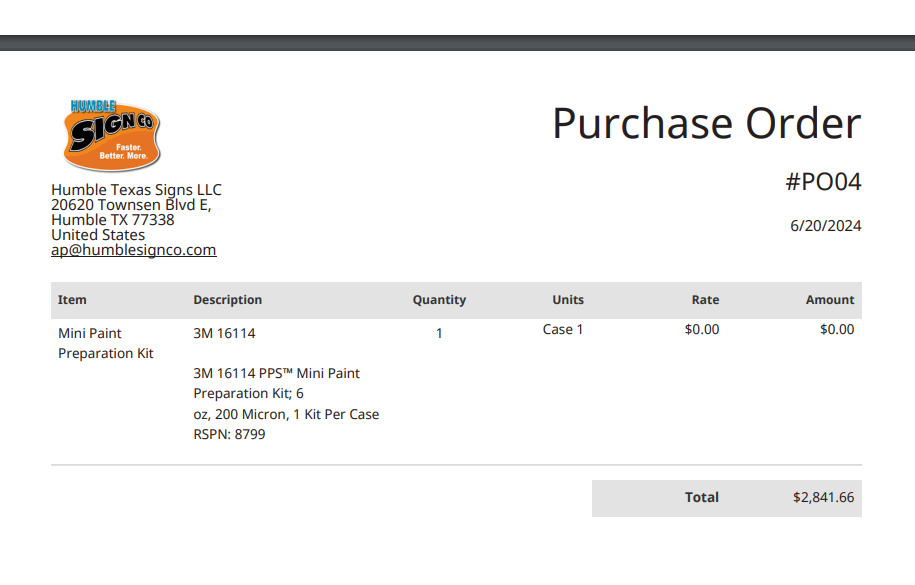 HUMBLE
SIGN CO
Faster.
Better. More.
Purchase Order
#PO04
6/20/2024
Humble Texas Signs LLC
20620 Townsen Blvd E,
Humble TX 77338
United States
ap@humblesignco.com
Item Description Quantity Units Rate Amount
Mini Paint 3M 16114 1 Case 1 $0.00 $0.00
Preparation Kit
3M 16114 PPS™ Mini Paint
Preparation Kit; 6
oz, 200 Micron, 1 Kit Per Case
RSPN: 8799
Total $2,841.66